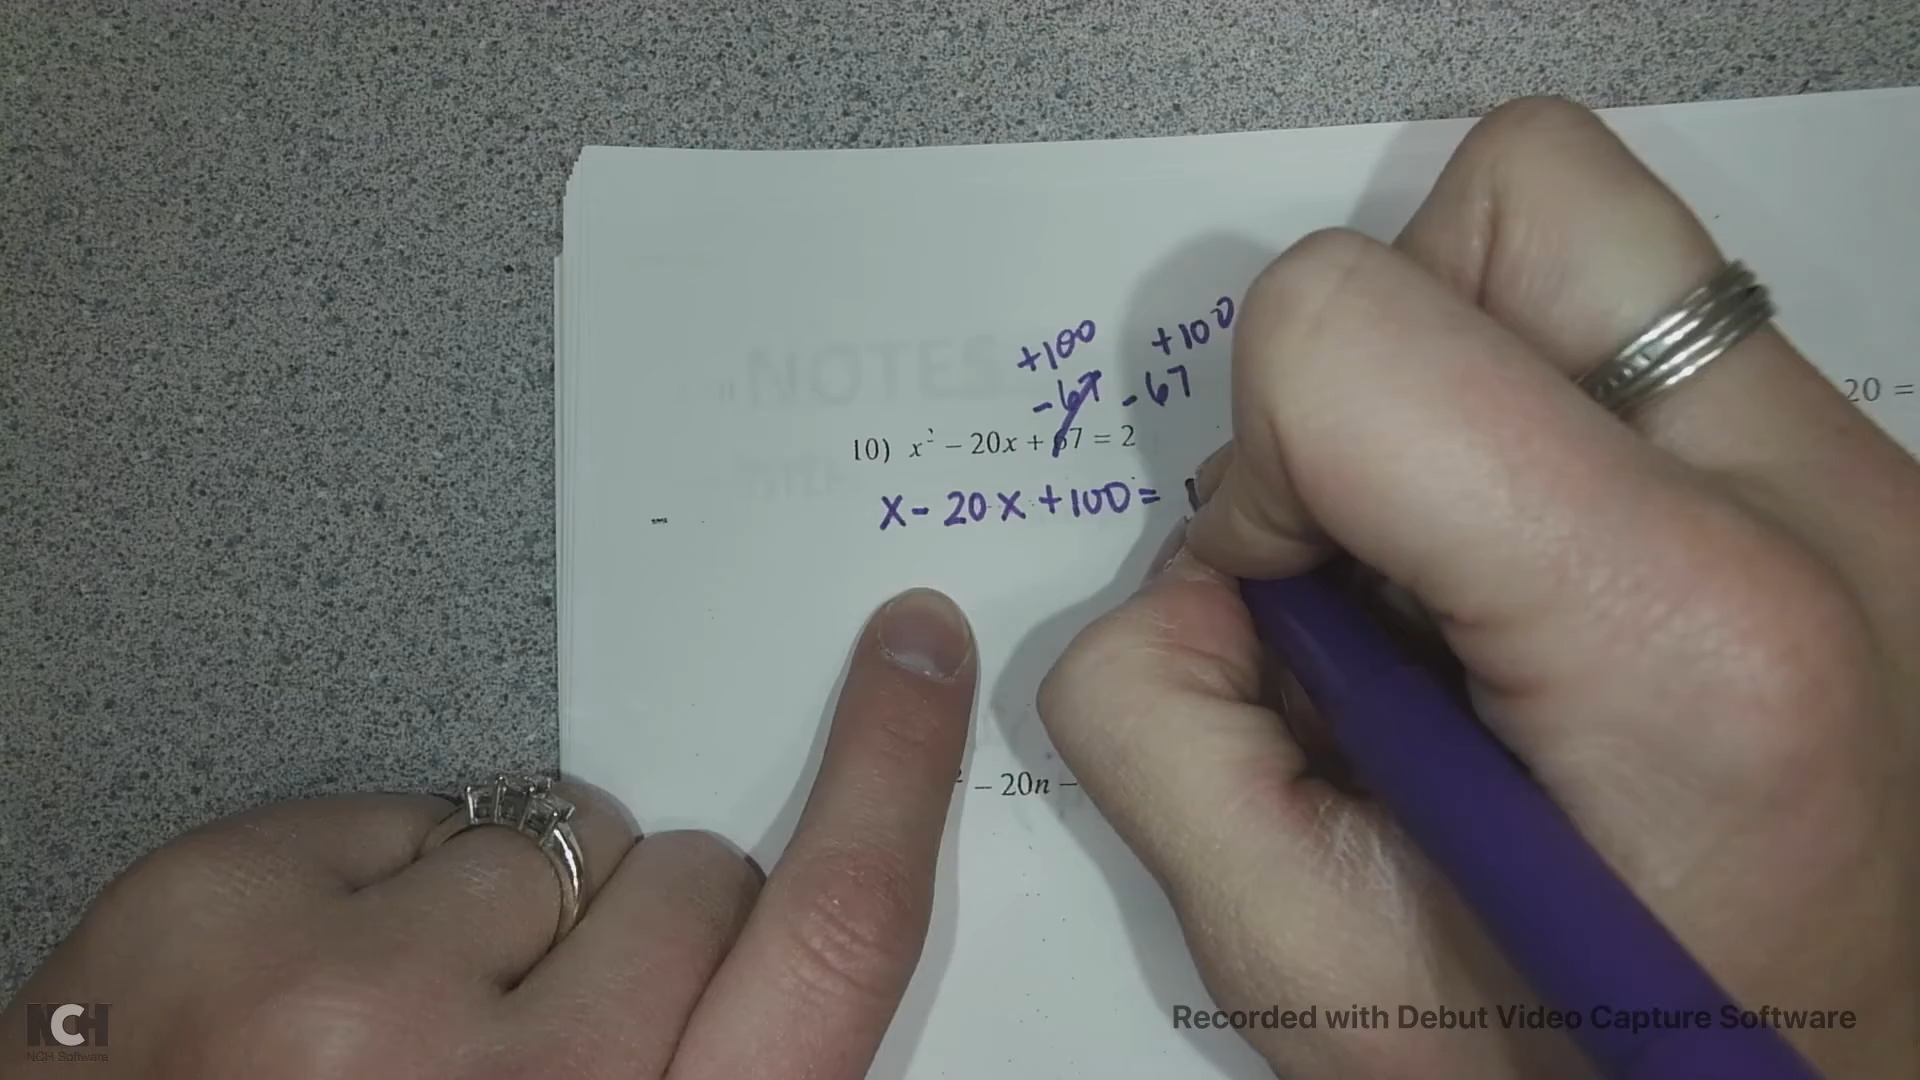 NOTES
+100 +100
-67 -67
10) x² - 20x + 67 = 2
20 =
x - 20x + 100 =
- 20n -
Recorded with Debut Video Capture Software
NCH
NCH Software